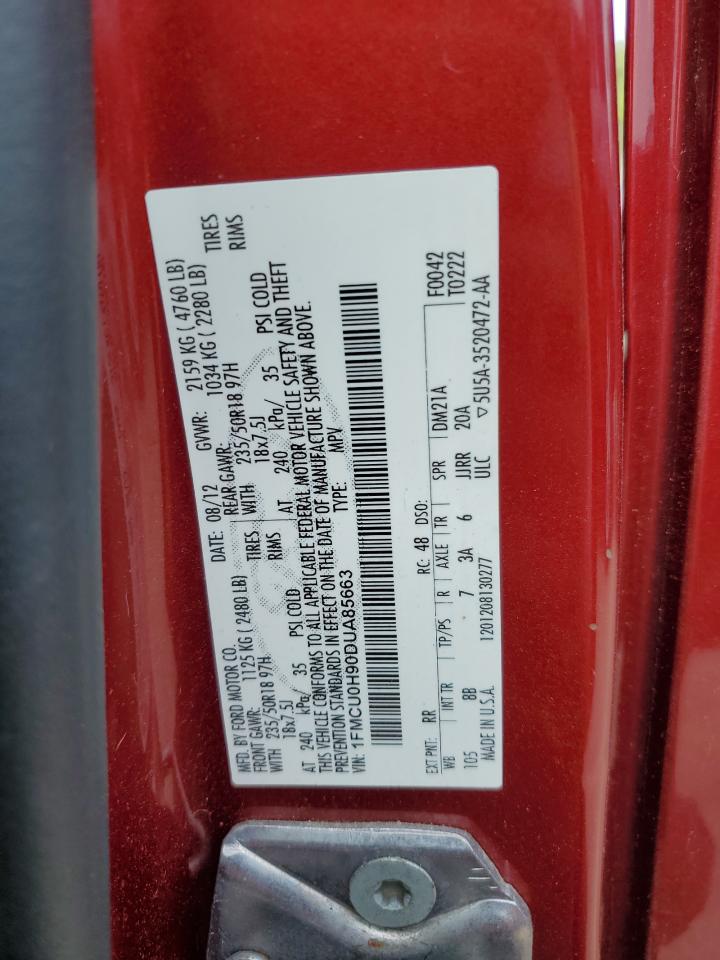 MFD. BY FORD MOTOR CO. DATE: 08/12 GVWR: 2159 KG ( 4760 LB)
FRONT GAWR: 1125 KG ( 2480 LB) REAR GAWR: 1034 KG ( 2280 LB)
WITH 235/50R18 97H TIRES WITH 235/50R18 97H TIRES
18x7.5J RIMS 18x7.5J RIMS
AT 240 kPa/ 35 PSI COLD AT 240 kPa/ 35 PSI COLD
THIS VEHICLE CONFORMS TO ALL APPLICABLE FEDERAL MOTOR VEHICLE SAFETY AND THEFT
PREVENTION STANDARDS IN EFFECT ON THE DATE OF MANUFACTURE SHOWN ABOVE.
VIN: 1FMCU0H90DUA85663 TYPE: MPV
EXT PNT: RR RC: 48 DSO: F0042
WB INT TR TP/PS R AXLE TR SPR DM21A T0222
105 8B 7 3A 6 JJRR 20A
MADE IN U.S.A. 1201208130277 ULC ▽5U5A-3520472-AA